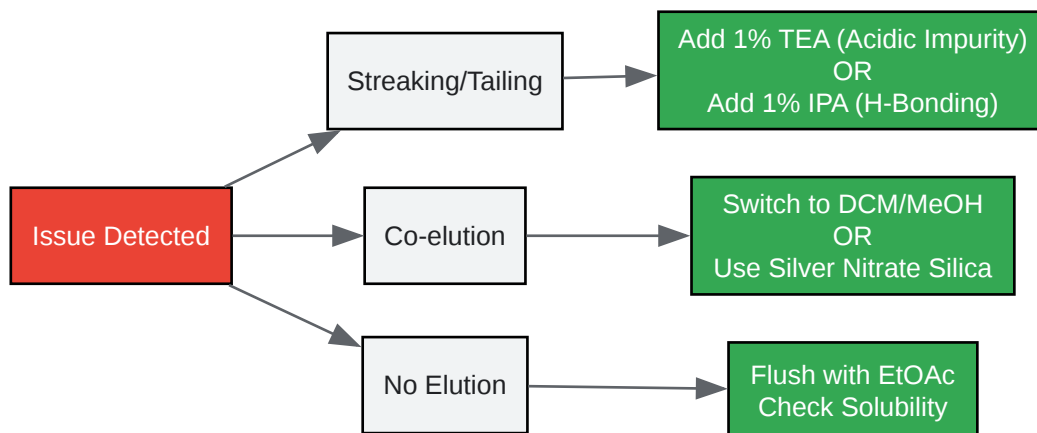 Issue Detected
Streaking/Tailing
Add 1% TEA (Acidic Impurity)
OR
Add 1% IPA (H-Bonding)
Co-elution
Switch to DCM/MeOH
OR
Use Silver Nitrate Silica
No Elution
Flush with EtOAc
Check Solubility